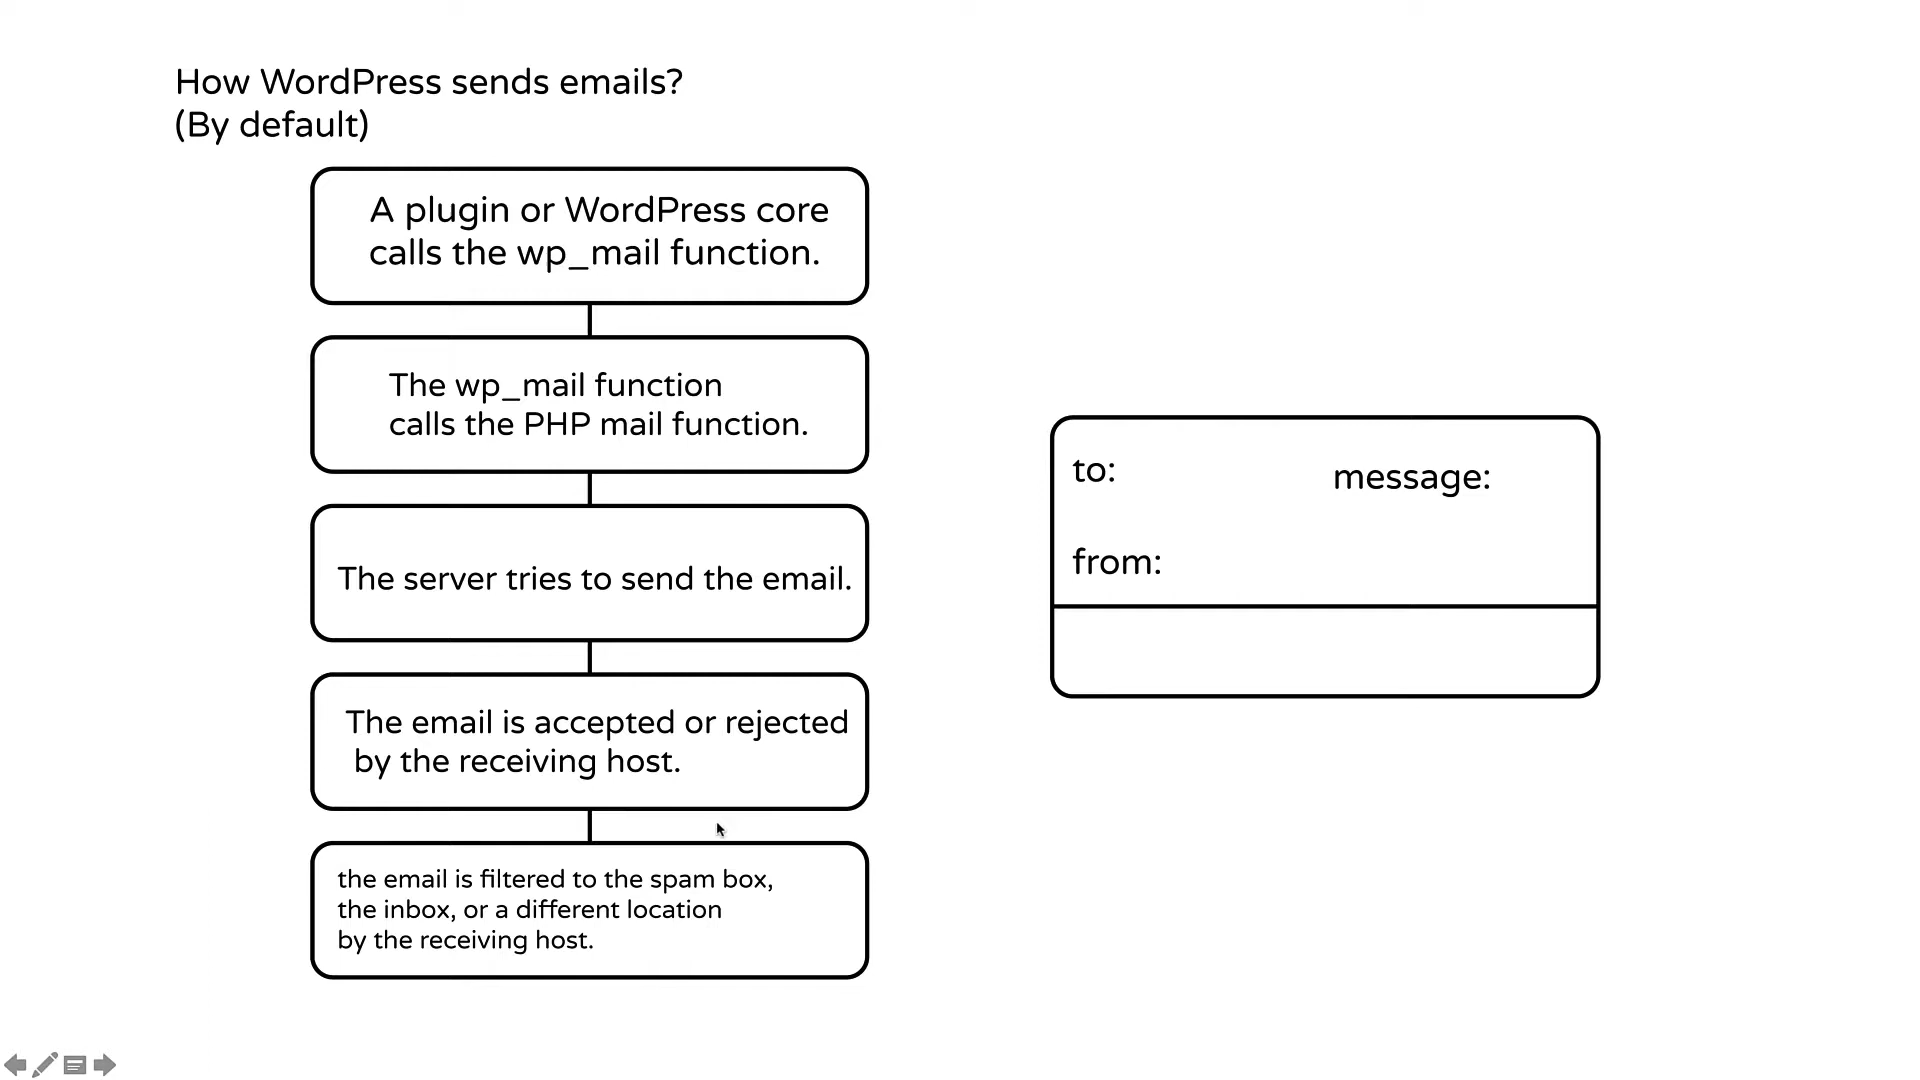 How WordPress sends emails?
(By default)
A plugin or WordPress core
calls the wp_mail function.
The wp_mail function
calls the PHP mail function.
The server tries to send the email.
The email is accepted or rejected
by the receiving host.
the email is filtered to the spam box,
the inbox, or a different location
by the receiving host.
to:
message:
from: